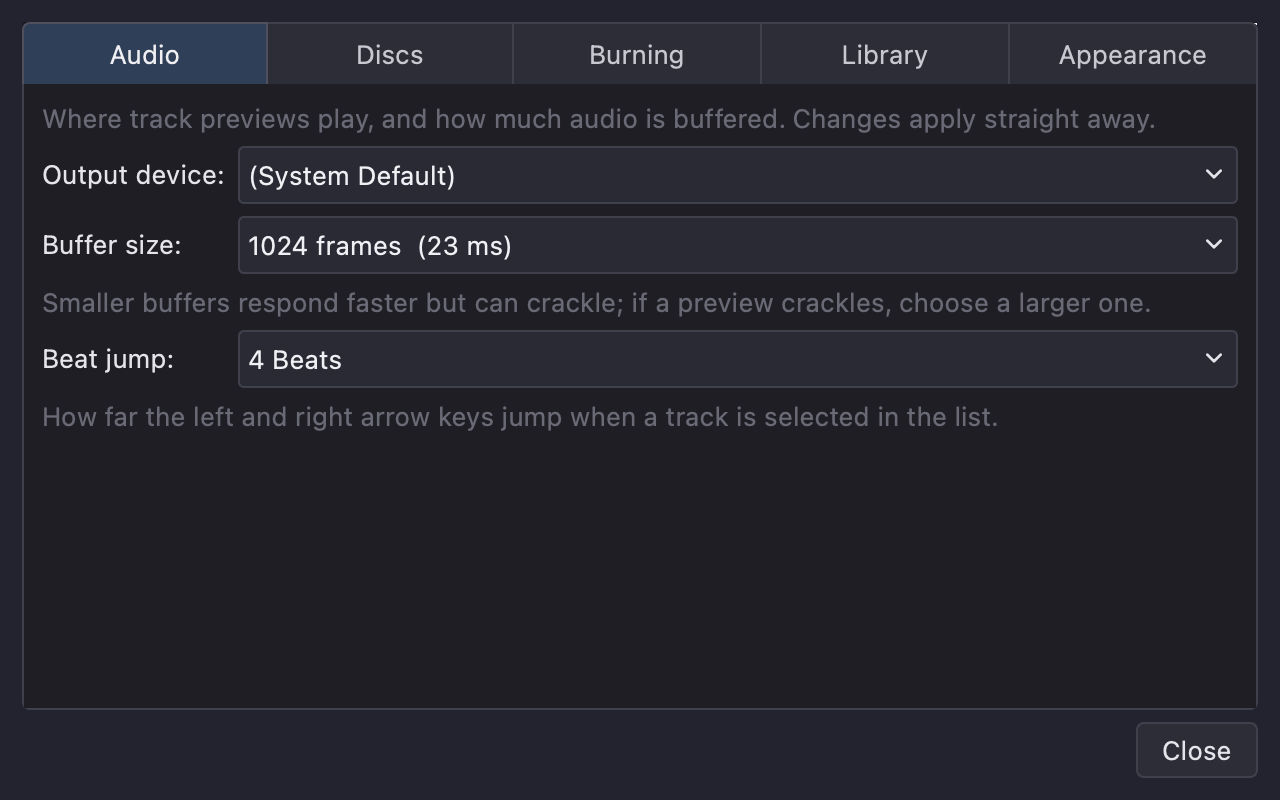 Audio
Discs
Burning
Library
Appearance
Where track previews play, and how much audio is buffered. Changes apply straight away.
Output device: (System Default)
Buffer size: 1024 frames  (23 ms)
Smaller buffers respond faster but can crackle; if a preview crackles, choose a larger one.
Beat jump: 4 Beats
How far the left and right arrow keys jump when a track is selected in the list.
Close